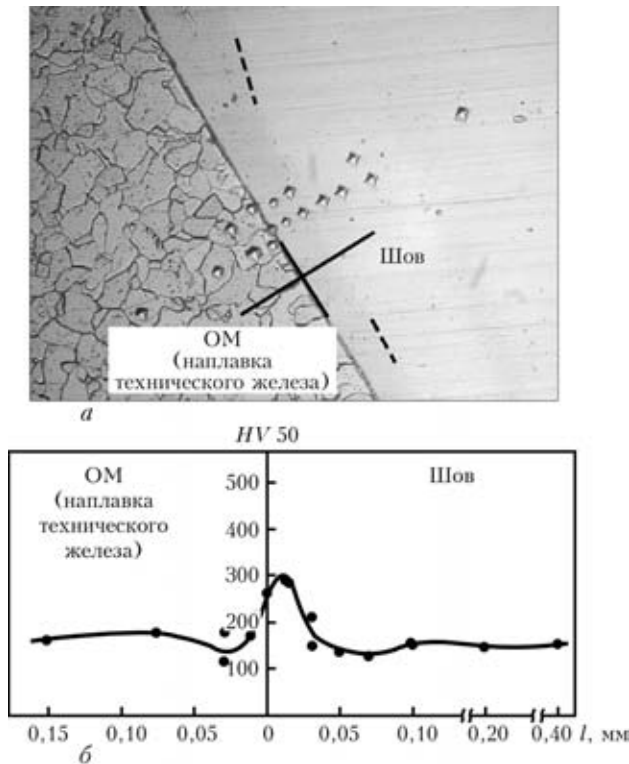 Шов
ОМ
(наплавка
технического железа)
а
HV 50
ОМ
(наплавка
технического
железа)
Шов
500
400
300
200
100
0,15 0,10 0,05 0 0,05 0,10 0,20 0,40 l, мм
б